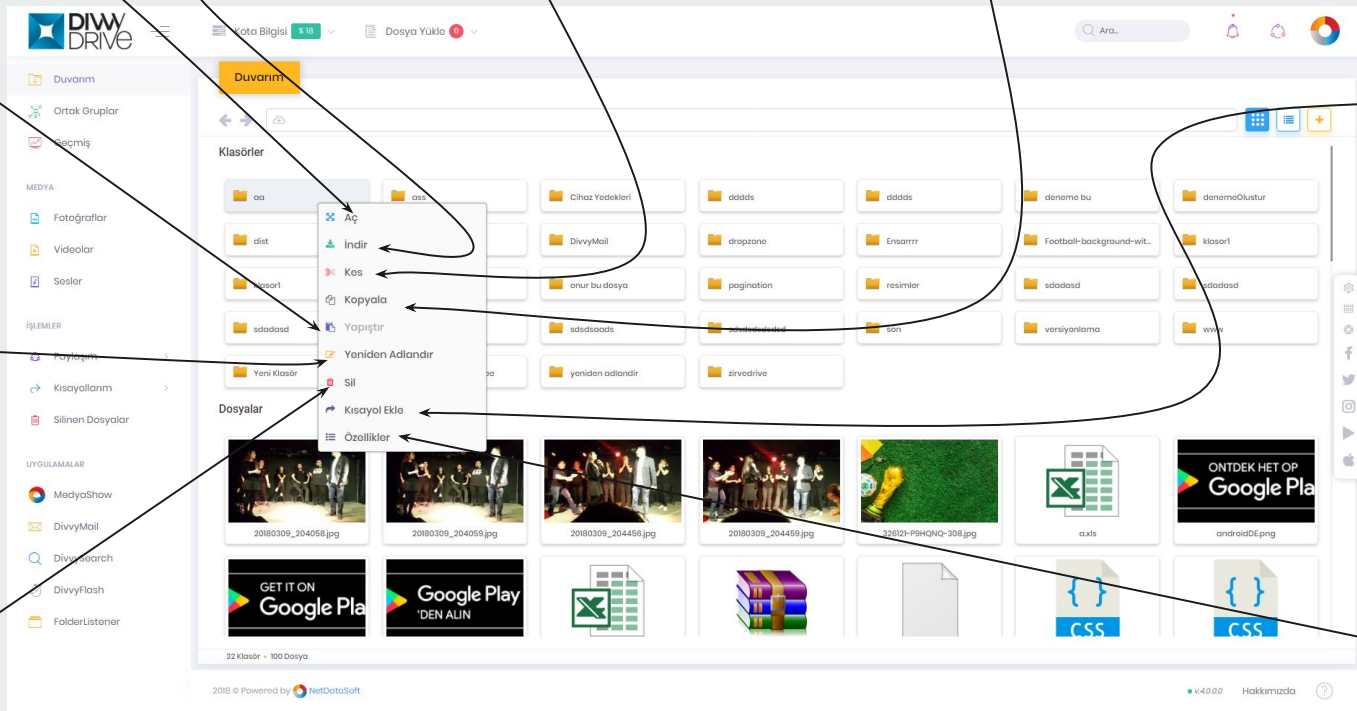 DIVVY
DRIVE
Kota Bilgisi %18
Dosya Yükle 0
Ara...
Duvarım
Ortak Gruplar
Geçmiş
MEDYA
Fotoğraflar
Videolar
Sesler
İŞLEMLER
Paylaşım
Kısayollarım
Silinen Dosyalar
UYGULAMALAR
MedyaShow
DivvyMail
DivvySearch
DivvyFlash
FolderListener
Duvarım
Klasörler
aa
ass
Cihaz Yedekleri
dddds
dddds
deneme bu
denemeOlustur
dist
DivvyMail
dropzone
Ensarrrr
Football-background-wit...
klasor1
klasor1
onur bu dosya
pagination
resimler
sdadasd
sdadasd
sdadasd
sdsdsaads
sdsdsdsdsd
son
versiyonlama
www
Yeni Klasör
yeniden adlandir
zirvedrive
Aç
İndir
Kes
Kopyala
Yapıştır
Yeniden Adlandır
Sil
Kısayol Ekle
Özellikler
Dosyalar
20180309_204058.jpg
20180309_204059.jpg
20180309_204456.jpg
20180309_204459.jpg
326121-P9HQNQ-308.jpg
a.xls
ONTDEK HET OP
Google Pla
androidDE.png
GET IT ON
Google Pla
Google Play
'DEN ALIN
CSS
CSS
32 Klasör - 100 Dosya
2018 © Powered by NetDataSoft
v.4.0.0.0 Hakkımızda